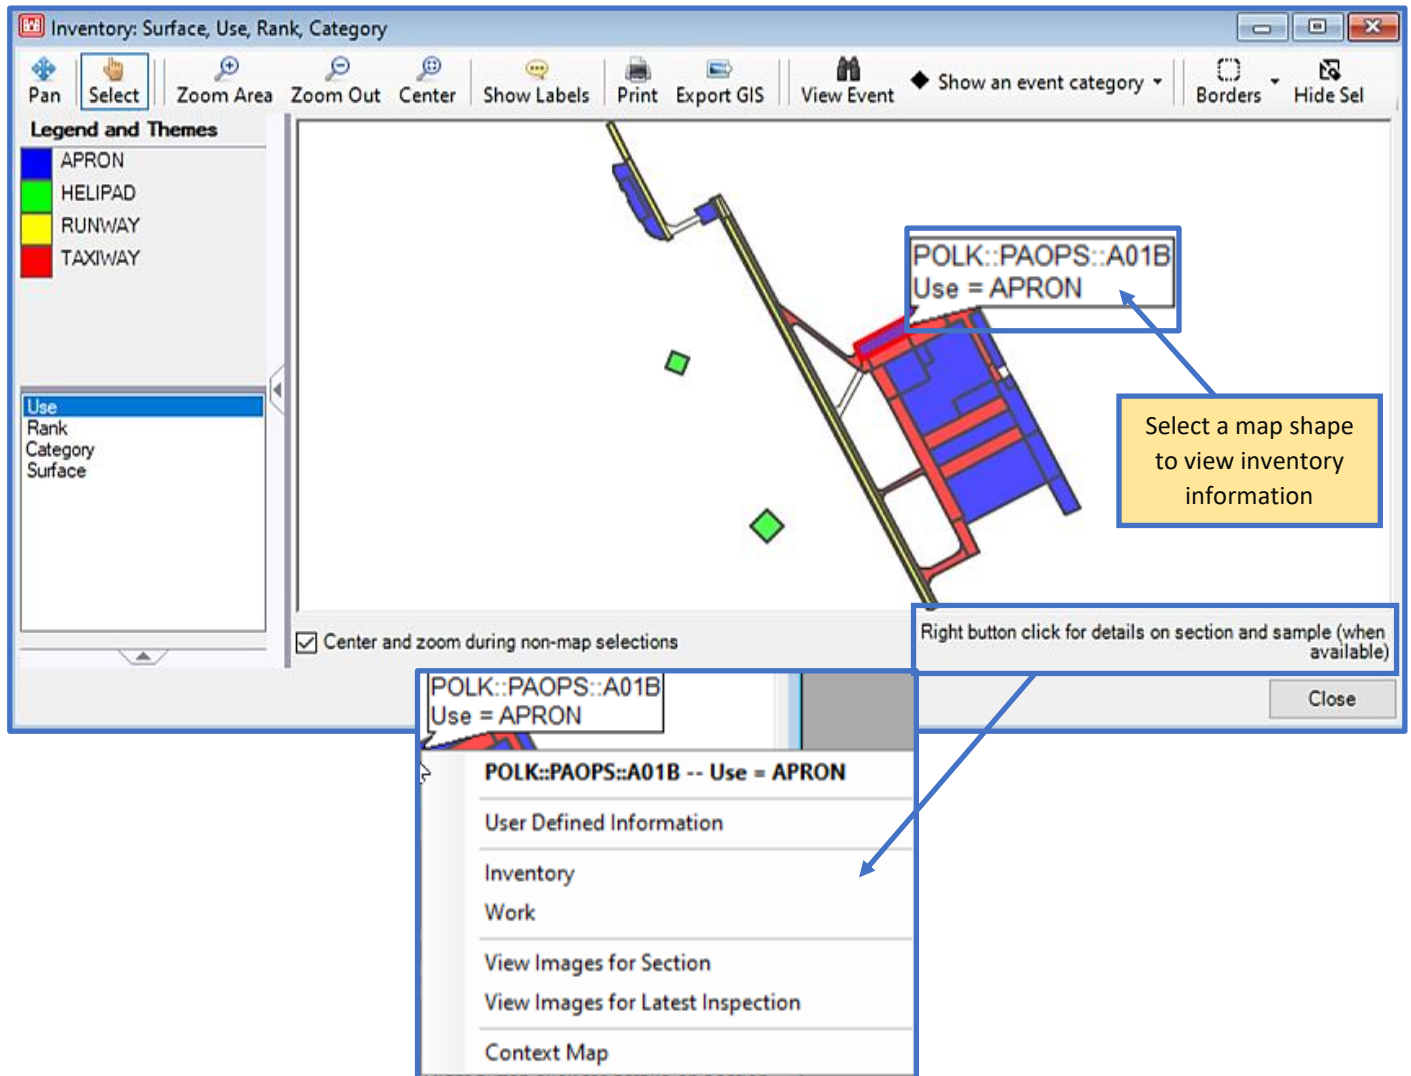 Inventory: Surface, Use, Rank, Category
Pan
Select
Zoom Area
Zoom Out
Center
Show Labels
Print
Export GIS
View Event
Show an event category
Borders
Hide Sel
Legend and Themes
APRON
HELIPAD
RUNWAY
TAXIWAY
Use
Rank
Category
Surface
POLK::PAOPS::A01B
Use = APRON
Select a map shape
to view inventory
information
Center and zoom during non-map selections
Right button click for details on section and sample (when
available)
Close
POLK::PAOPS::A01B
Use = APRON
POLK::PAOPS::A01B -- Use = APRON
User Defined Information
Inventory
Work
View Images for Section
View Images for Latest Inspection
Context Map